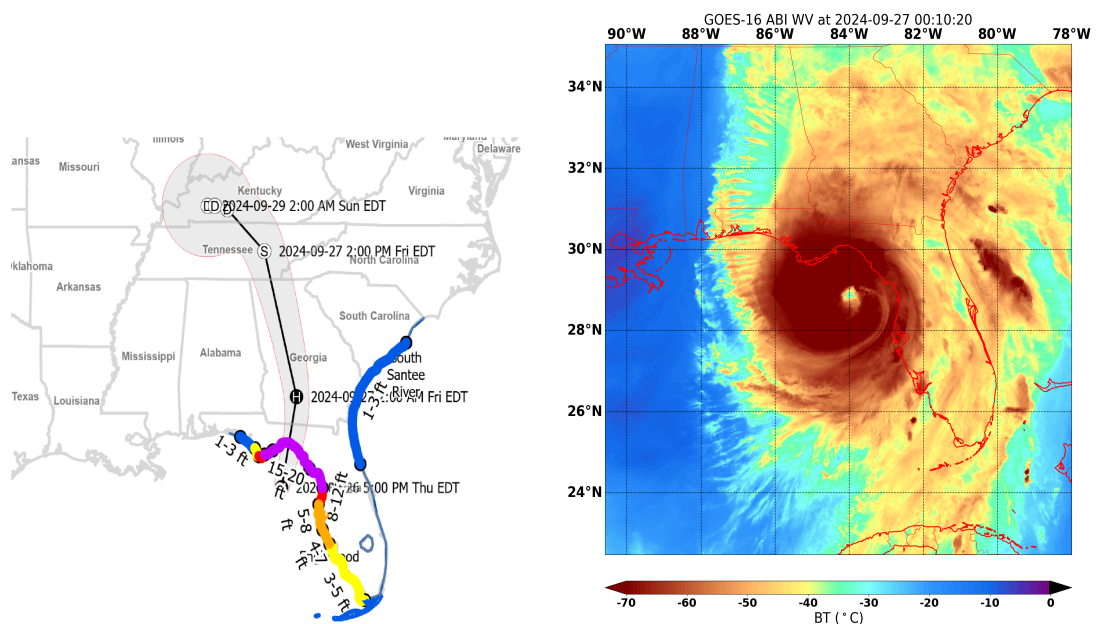 Illinois
Maryland
ansas
Missouri
West Virginia
Delaware
Kentucky
Virginia
D
2024-09-29 2:00 AM Sun EDT
Tennessee
S
2024-09-27 2:00 PM Fri EDT
klahoma
North Carolina
Arkansas
South Carolina
Mississippi
Alabama
Georgia
South
Santee
River
1-3 ft
Texas
Louisiana
H
AM Fri EDT
1-3 ft
15-20
ft
5:00 PM Thu EDT
8-12 ft
5-8
ft
4-7
ft
3-5 ft
GOES-16 ABI WV at 2024-09-27 00:10:20
90°W 88°W 86°W 84°W 82°W 80°W 78°W
34°N
32°N
30°N
28°N
26°N
24°N
-70 -60 -50 -40 -30 -20 -10 0
BT (°C)